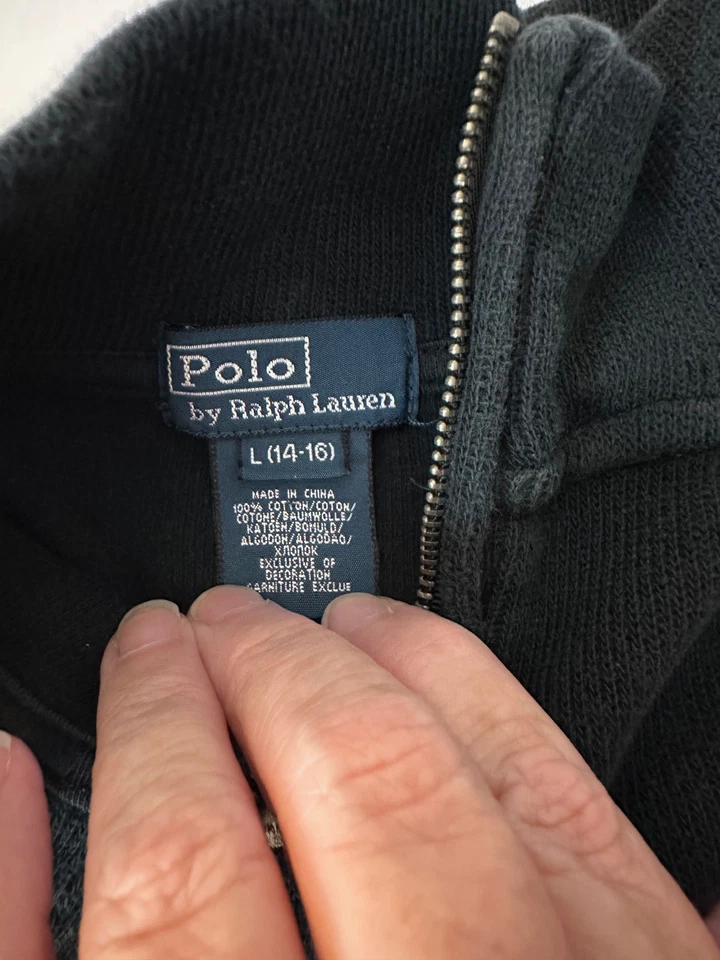 Polo
by Ralph Lauren
L (14-16)
MADE IN CHINA
100% COTTON/COTON/
COTONE/BAUMWOLLE/
KATOEN/BOMULD/
ALGODON/ALGODAO/
ХЛОПОК
EXCLUSIVE OF
DECORATION
GARNITURE EXCLUE